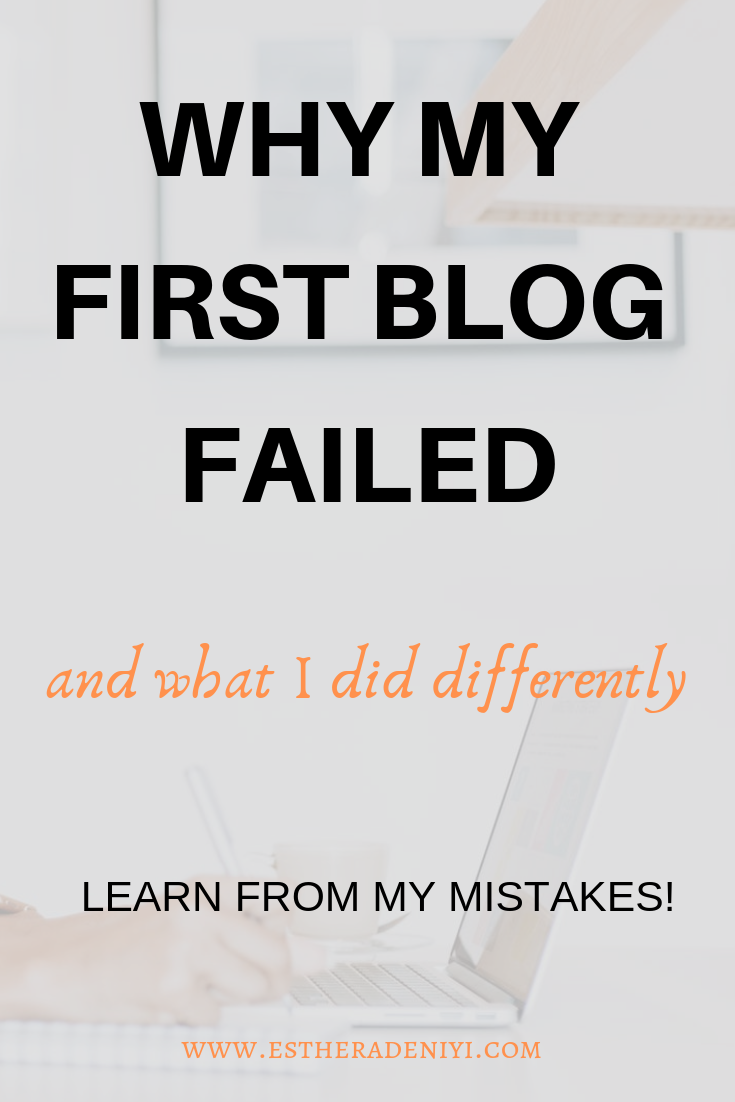 WHY MY
FIRST BLOG
FAILED
and what I did differently
LEARN FROM MY MISTAKES!
WWW.ESTHERADENIYI.COM